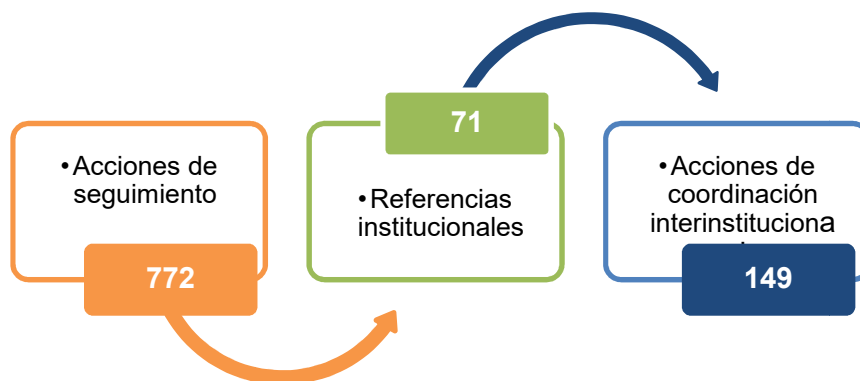 • Acciones de
seguimiento
772
71
• Referencias
institucionales
• Acciones de
coordinación
interinstituciona
149